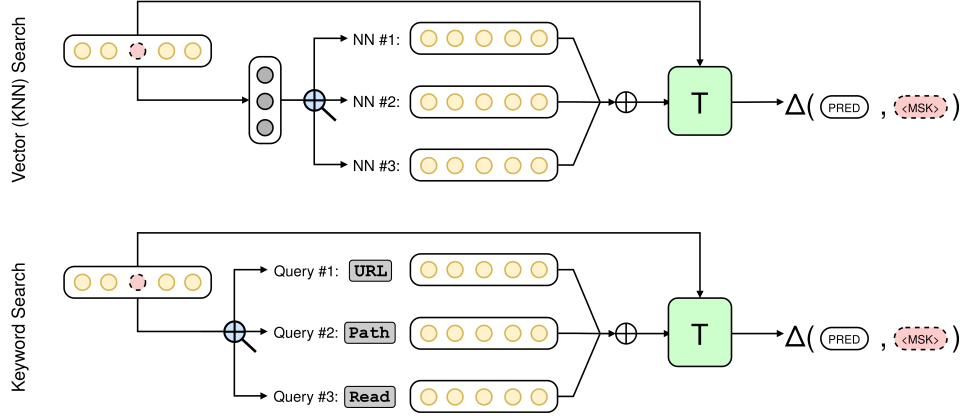 Vector (KNN) Search
NN #1:
NN #2:
NN #3:
T
Δ( PRED , <MSK> )
Keyword Search
Query #1: URL
Query #2: Path
Query #3: Read
T
Δ( PRED , <MSK> )